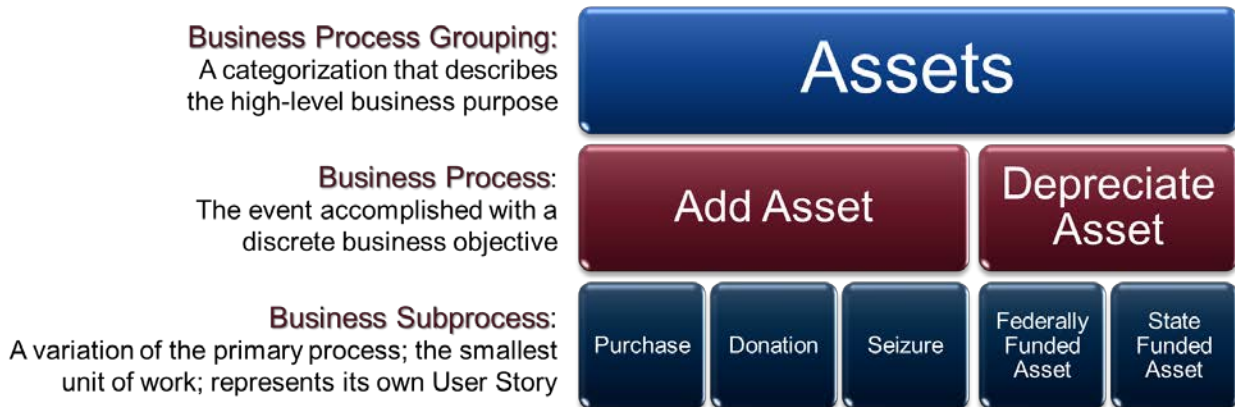 Business Process Grouping:
A categorization that describes
the high-level business purpose
Assets
Business Process:
The event accomplished with a
discrete business objective
Add Asset
Depreciate
Asset
Business Subprocess:
A variation of the primary process; the smallest
unit of work; represents its own User Story
Purchase
Donation
Seizure
Federally
Funded
Asset
State
Funded
Asset